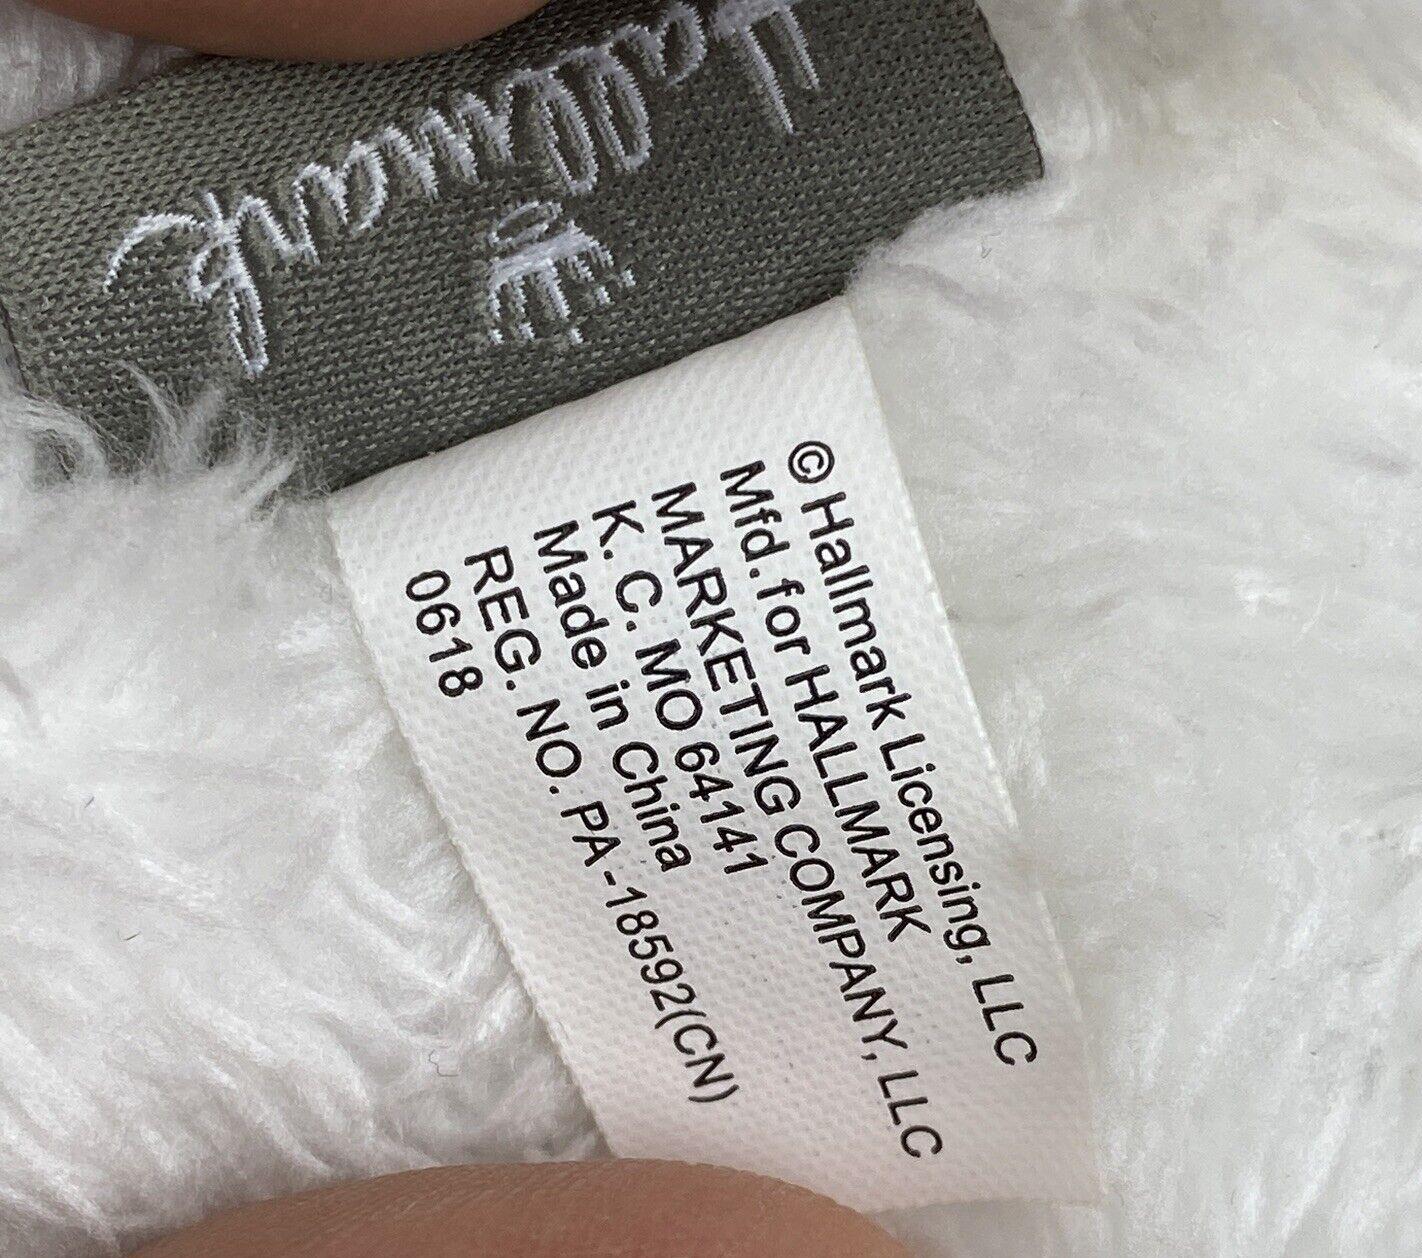 Hallmark
© Hallmark Licensing, LLC
Mfd. for HALLMARK
MARKETING COMPANY, LLC
K. C. MO 64141
Made in China
REG. NO. PA-18592(CN)
0618